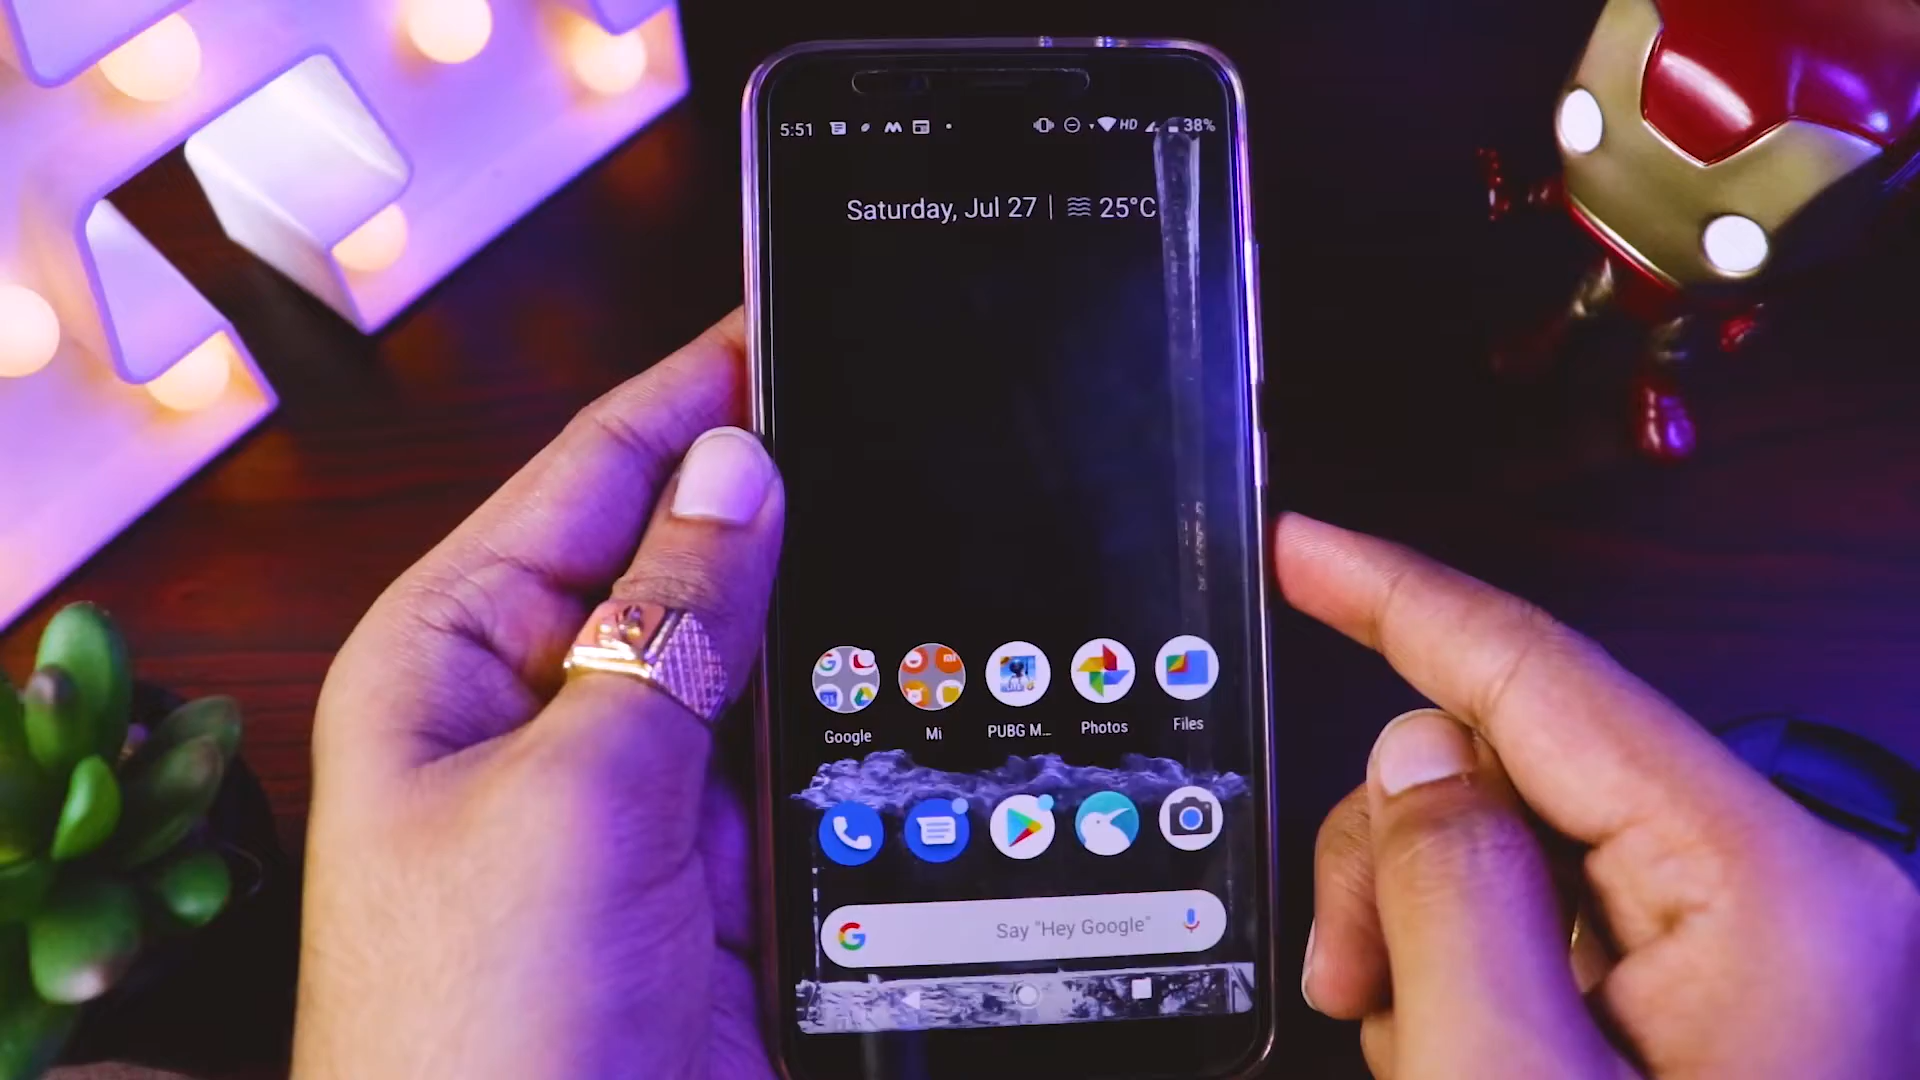 5:51 HD 38%
Saturday, Jul 27 | 25°C
Google Mi PUBG M... Photos Files
Say "Hey Google"